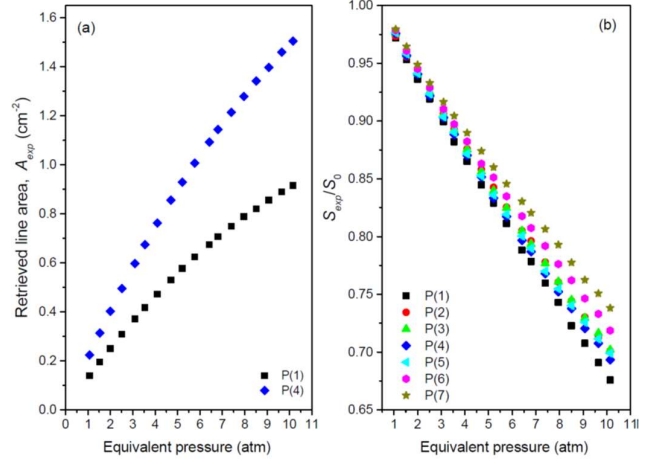 (a)
Retrieved line area, A_exp (cm⁻²)
1.6
1.4
1.2
1.0
0.8
0.6
0.4
0.2
0.0
P(1)
P(4)
0 1 2 3 4 5 6 7 8 9 10 11
Equivalent pressure (atm)
(b)
S_exp/S_0
1.00
0.95
0.90
0.85
0.80
0.75
0.70
0.65
P(1)
P(2)
P(3)
P(4)
P(5)
P(6)
P(7)
0 1 2 3 4 5 6 7 8 9 10 11
Equivalent pressure (atm)